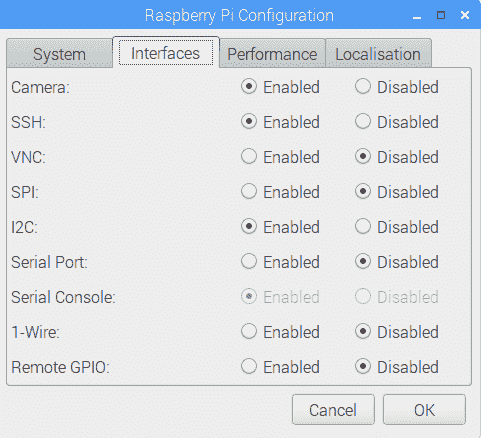 Raspberry Pi Configuration
System Interfaces Performance Localisation
Camera: Enabled Disabled
SSH: Enabled Disabled
VNC: Enabled Disabled
SPI: Enabled Disabled
I2C: Enabled Disabled
Serial Port: Enabled Disabled
Serial Console: Enabled Disabled
1-Wire: Enabled Disabled
Remote GPIO: Enabled Disabled
Cancel OK